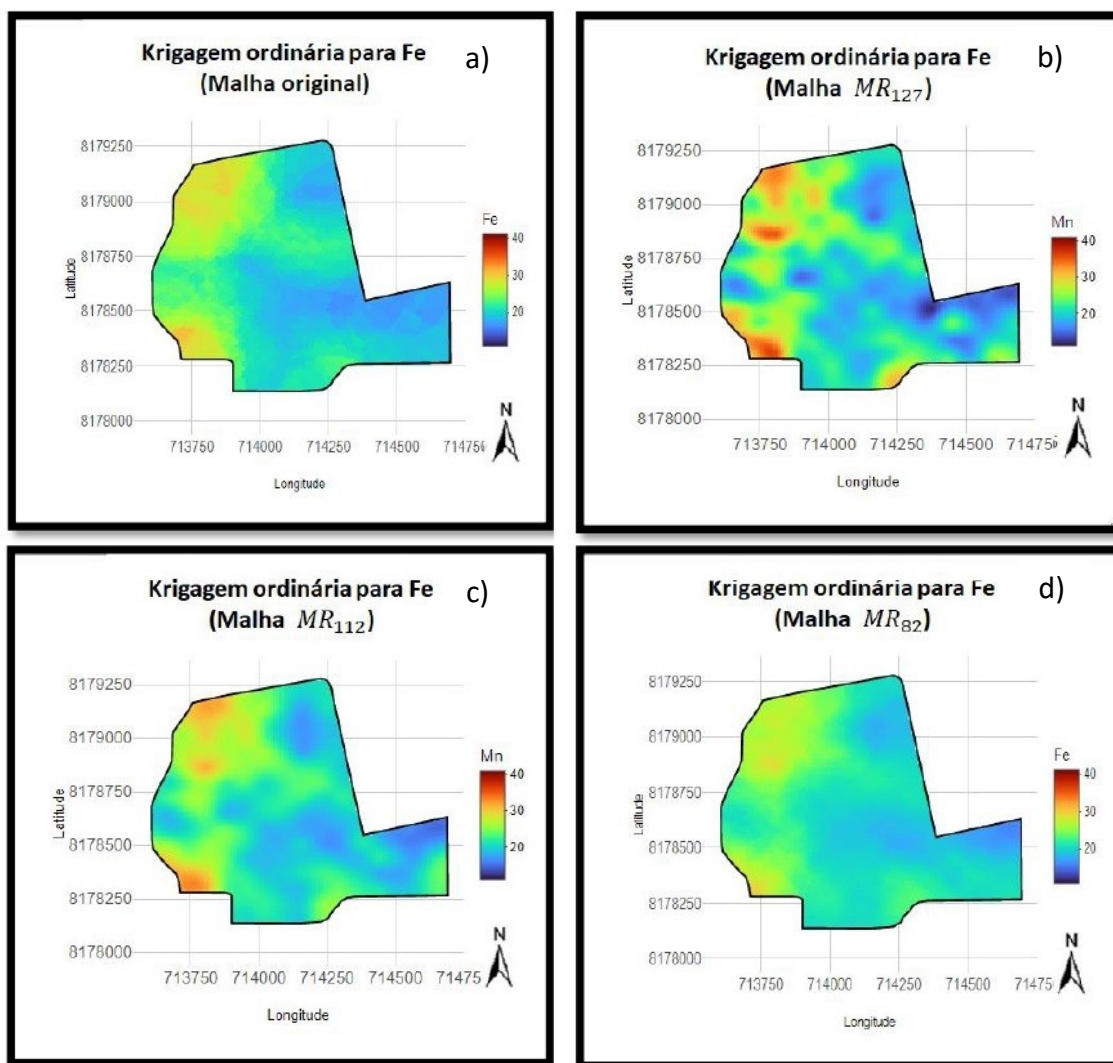 Krigagem ordinária para Fe
(Malha original)
a)
8179250
8179000
8178750
8178500
8178250
8178000
Latitude
713750 714000 714250 714500 714750
Longitude
Fe
40
30
20
N
Krigagem ordinária para Fe
(Malha MR₁₂₇)
b)
8179250
8179000
8178750
8178500
8178250
8178000
Latitude
713750 714000 714250 714500
Longitude
Mn
40
30
20
N
Krigagem ordinária para Fe
(Malha MR₁₁₂)
c)
8179250
8179000
8178750
8178500
8178250
8178000
Latitude
713750 714000 714250 714500 71475
Longitude
Mn
40
30
20
N
Krigagem ordinária para Fe
(Malha MR₈₂)
d)
8179250
8179000
8178750
8178500
8178250
8178000
Latitude
713750 714000 714250 714500 71475
Longitude
Fe
40
30
20
N